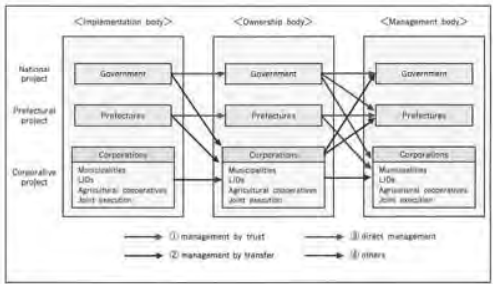 <Implementation body> <Ownership body> <Management body>
National project
Government Government Government
Prefectural project
Prefectures Prefectures Prefectures
Corporative project
Corporations Corporations Corporations
Municipalities Municipalities Municipalities
LIDs LIDs LIDs
Agricultural cooperatives Agricultural cooperatives Agricultural cooperatives
Joint execution Joint execution Joint execution
① management by trust ③ direct management
② management by transfer ④ others